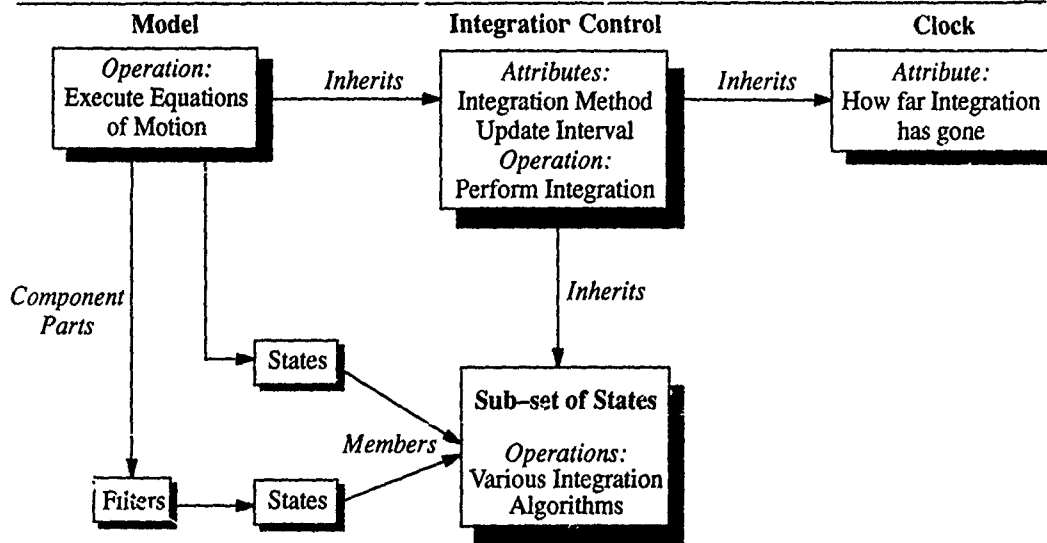 Model
Operation:
Execute Equations
of Motion
Inherits
Integratior Control
Attributes:
Integration Method
Update Interval
Operation:
Perform Integration
Inherits
Clock
Attribute:
How far Integration
has gone
Component
Parts
Inherits
States
Members
Filters
States
Sub-set of States
Operations:
Various Integration
Algorithms